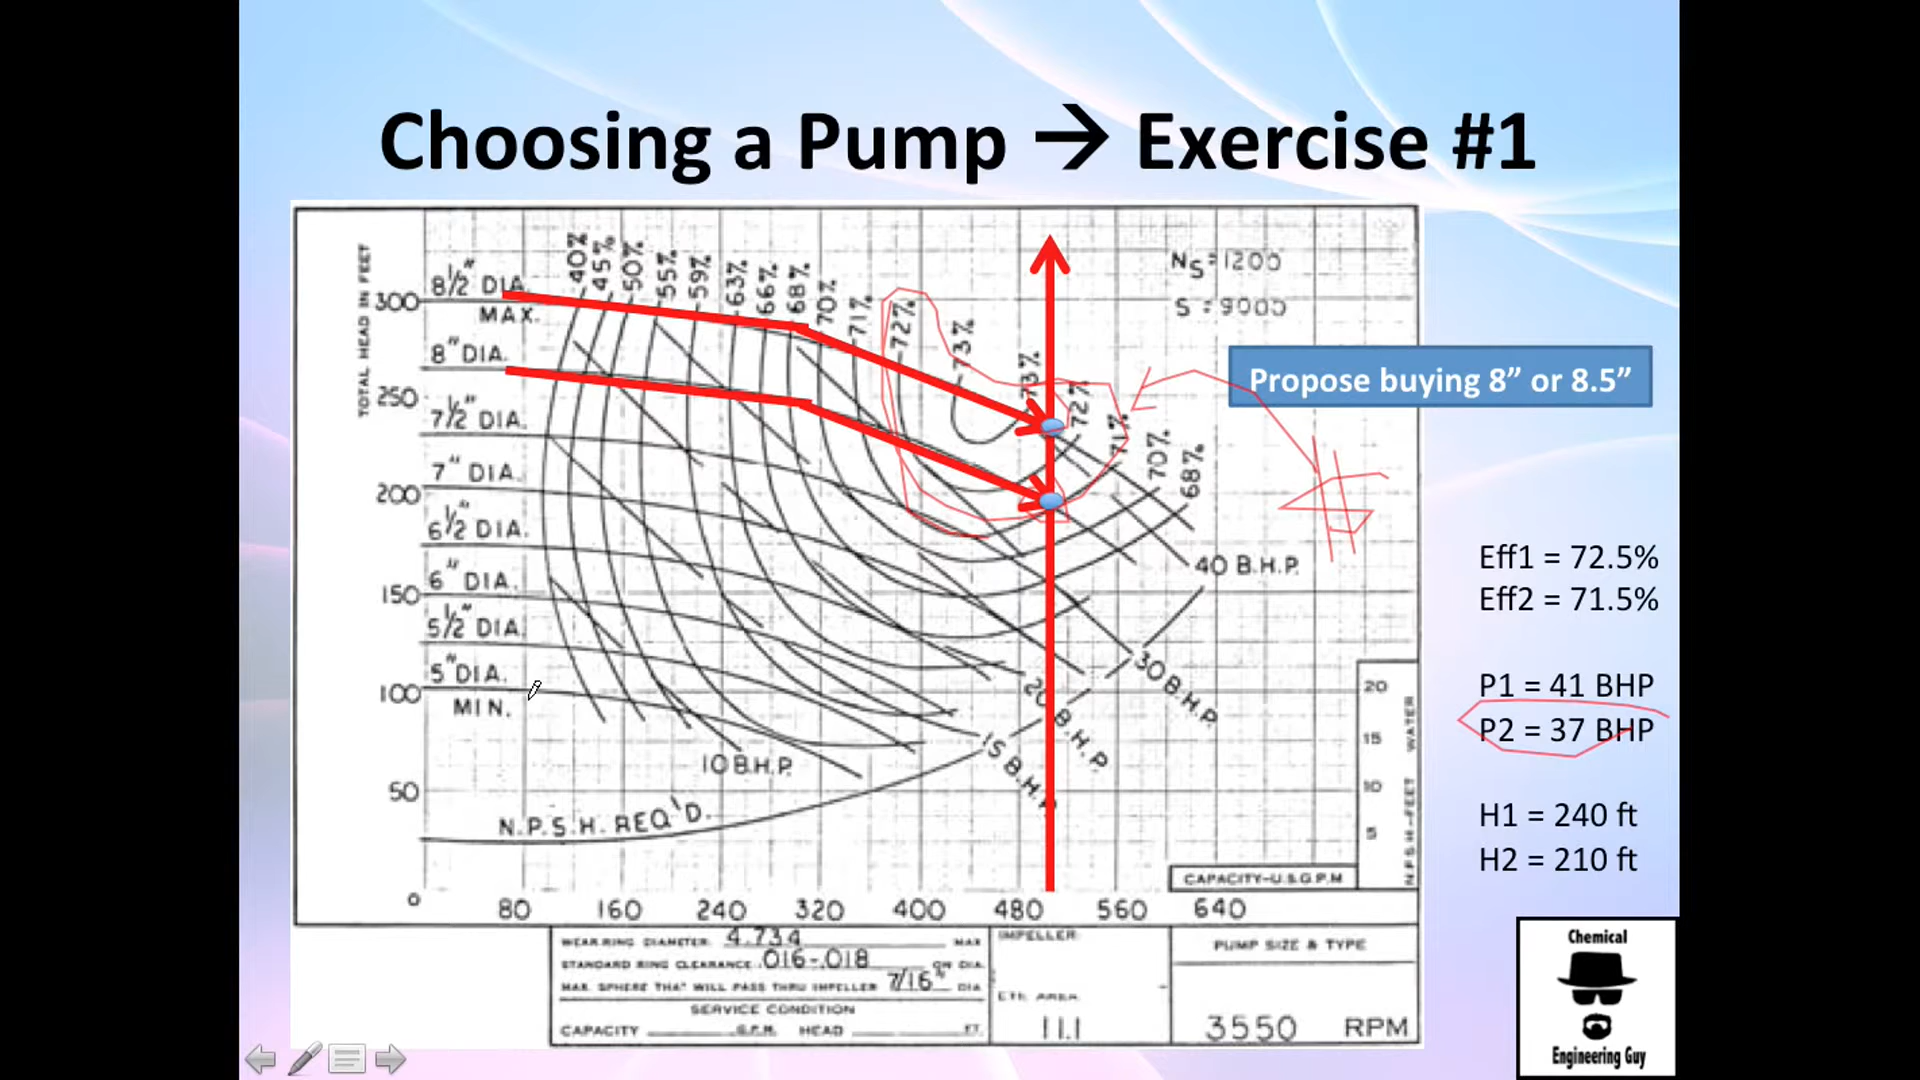 Choosing a Pump → Exercise #1
TOTAL HEAD IN FEET
300
250
200
150
100
50
0
8½" DIA.
MAX.
8" DIA.
7½" DIA.
7" DIA.
6½" DIA.
6" DIA.
5½" DIA.
5" DIA.
MIN.
40%
45%
50%
55%
59%
63%
66%
68%
70%
71%
72%
73%
73%
72%
71%
70%
68%
NS=1200
S=9000
Propose buying 8" or 8.5"
40 B.H.P.
30 B.H.P.
20 B.H.P.
15 B.H.P.
10 B.H.P.
N.P.S.H. REQ'D.
20
15
10
5
N.P.S.H-FEET WATER
CAPACITY-U.S.G.P.M
80 160 240 320 400 480 560 640
Eff1 = 72.5%
Eff2 = 71.5%
P1 = 41 BHP
P2 = 37 BHP
H1 = 240 ft
H2 = 210 ft
WEAR RING DIAMETER 4.734 MAX
STANDARD RING CLEARANCE .016-.018 ON DIA.
MAX. SPHERE THAT WILL PASS THRU IMPELLER 7/16" DIA
SERVICE CONDITION
CAPACITY G.P.M. HEAD FT.
IMPELLER
EYE AREA
11.1
PUMP SIZE & TYPE
3550 RPM
Chemical
Engineering Guy